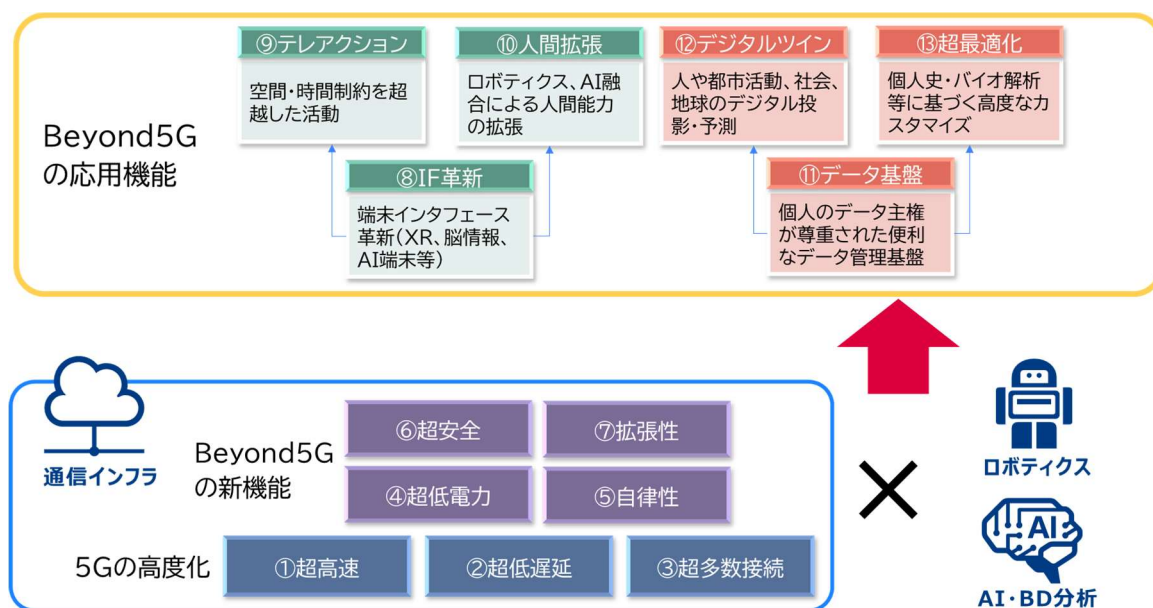 ⑨テレアクション
空間・時間制約を超
越した活動
⑩人間拡張
ロボティクス、AI融
合による人間能力
の拡張
⑫デジタルツイン
人や都市活動、社会、
地球のデジタル投
影・予測
⑬超最適化
個人史・バイオ解析
等に基づく高度なカ
スタマイズ
Beyond5G
の応用機能
⑧IF革新
端末インタフェース
革新(XR、脳情報、
AI端末等)
⑪データ基盤
個人のデータ主権
が尊重された便利
なデータ管理基盤
通信インフラ
Beyond5G
の新機能
⑥超安全
⑦拡張性
④超低電力
⑤自律性
5Gの高度化
①超高速
②超低遅延
③超多数接続
ロボティクス
AI
AI・BD分析